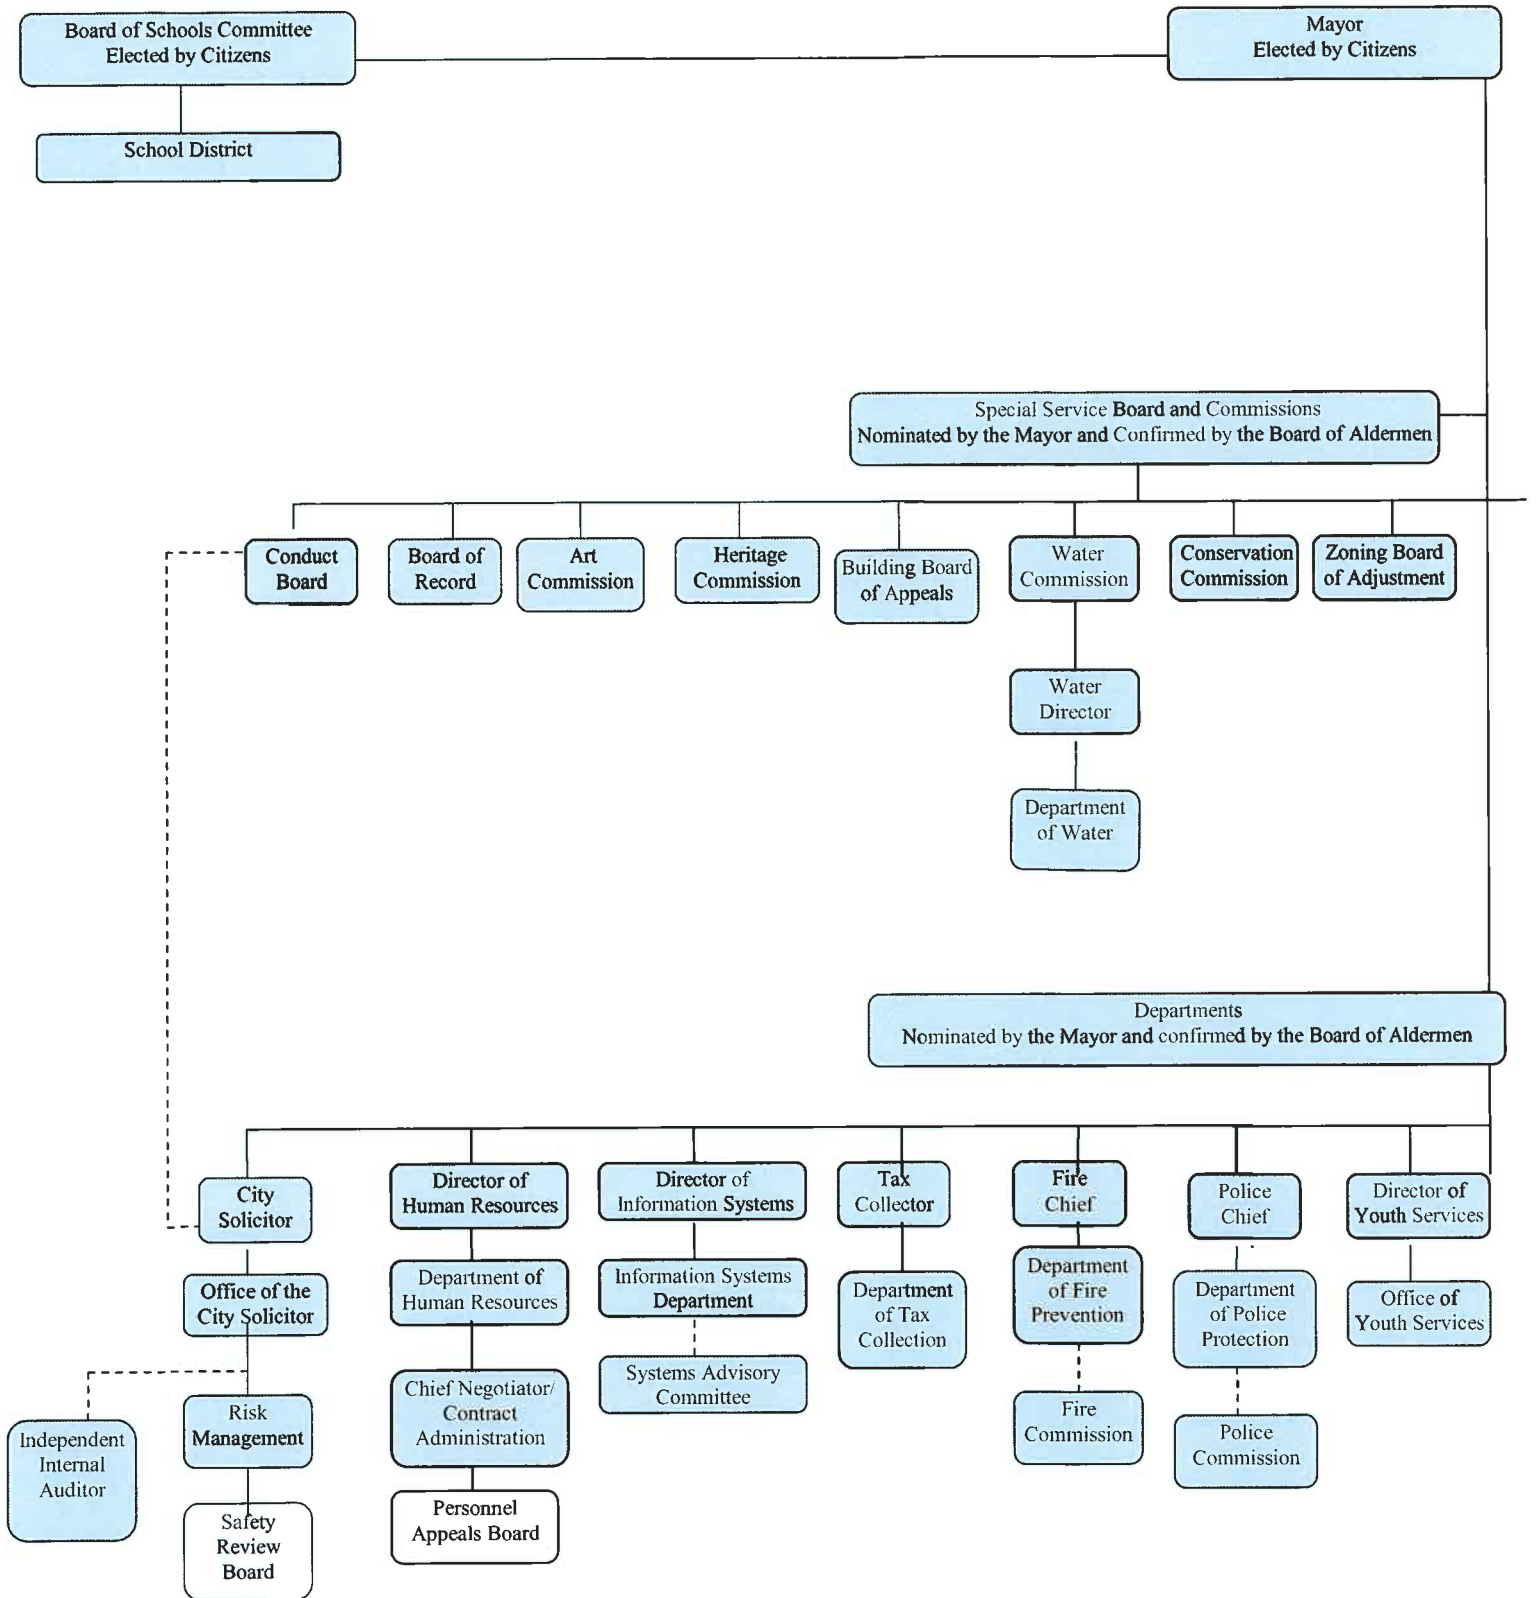 Board of Schools Committee
Elected by Citizens
Mayor
Elected by Citizens
School District
Special Service Board and Commissions
Nominated by the Mayor and Confirmed by the Board of Aldermen
Conduct
Board
Board of
Record
Art
Commission
Heritage
Commission
Building Board
of Appeals
Water
Commission
Conservation
Commission
Zoning Board
of Adjustment
Water
Director
Department
of Water
Departments
Nominated by the Mayor and confirmed by the Board of Aldermen
City
Solicitor
Director of
Human Resources
Director of
Information Systems
Tax
Collector
Fire
Chief
Police
Chief
Director of
Youth Services
Office of the
City Solicitor
Department of
Human Resources
Information Systems
Department
Department
of Tax
Collection
Department
of Fire
Prevention
Department
of Police
Protection
Office of
Youth Services
Independent
Internal
Auditor
Risk
Management
Chief Negotiator/
Contract
Administration
Systems Advisory
Committee
Fire
Commission
Police
Commission
Safety
Review
Board
Personnel
Appeals Board